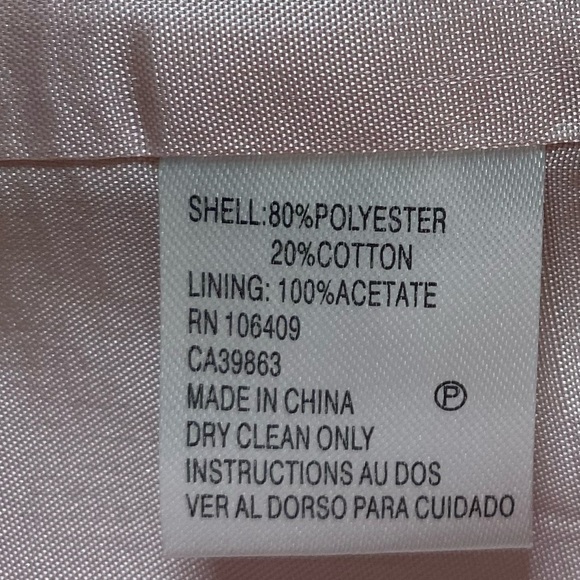 SHELL:80%POLYESTER
20%COTTON
LINING: 100%ACETATE
RN 106409
CA39863
MADE IN CHINA Ⓟ
DRY CLEAN ONLY
INSTRUCTIONS AU DOS
VER AL DORSO PARA CUIDADO